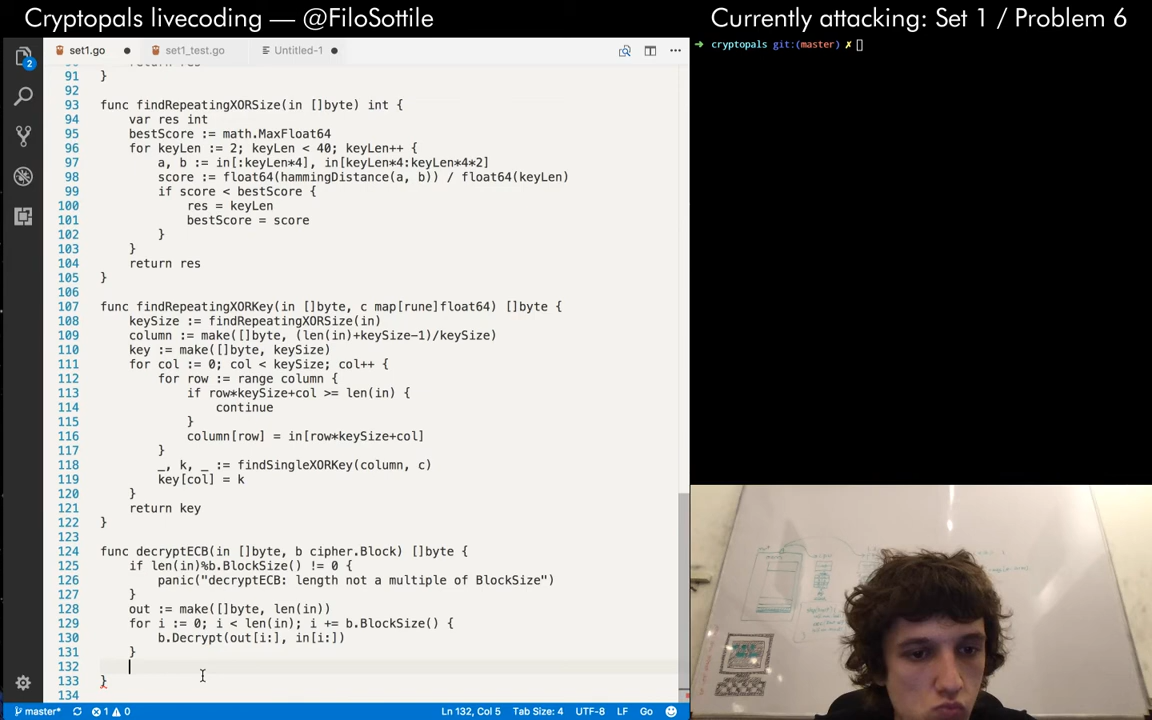 Cryptopals livecoding — @FiloSottile
Currently attacking: Set 1 / Problem 6
set1.go
set1_test.go
Untitled-1
➜ cryptopals git:(master) ✗
2
91 }
92
93 func findRepeatingXORSize(in []byte) int {
94 var res int
95 bestScore := math.MaxFloat64
96 for keyLen := 2; keyLen < 40; keyLen++ {
97 a, b := in[:keyLen*4], in[keyLen*4:keyLen*4*2]
98 score := float64(hammingDistance(a, b)) / float64(keyLen)
99 if score < bestScore {
100 res = keyLen
101 bestScore = score
102 }
103 }
104 return res
105 }
106
107 func findRepeatingXORKey(in []byte, c map[rune]float64) []byte {
108 keySize := findRepeatingXORSize(in)
109 column := make([]byte, (len(in)+keySize-1)/keySize)
110 key := make([]byte, keySize)
111 for col := 0; col < keySize; col++ {
112 for row := range column {
113 if row*keySize+col >= len(in) {
114 continue
115 }
116 column[row] = in[row*keySize+col]
117 }
118 _, k, _ := findSingleXORKey(column, c)
119 key[col] = k
120 }
121 return key
122 }
123
124 func decryptECB(in []byte, b cipher.Block) []byte {
125 if len(in)%b.BlockSize() != 0 {
126 panic("decryptECB: length not a multiple of BlockSize")
127 }
128 out := make([]byte, len(in))
129 for i := 0; i < len(in); i += b.BlockSize() {
130 b.Decrypt(out[i:], in[i:])
131 }
132
133 }
134
master* 1 0 Ln 132, Col 5 Tab Size: 4 UTF-8 LF Go